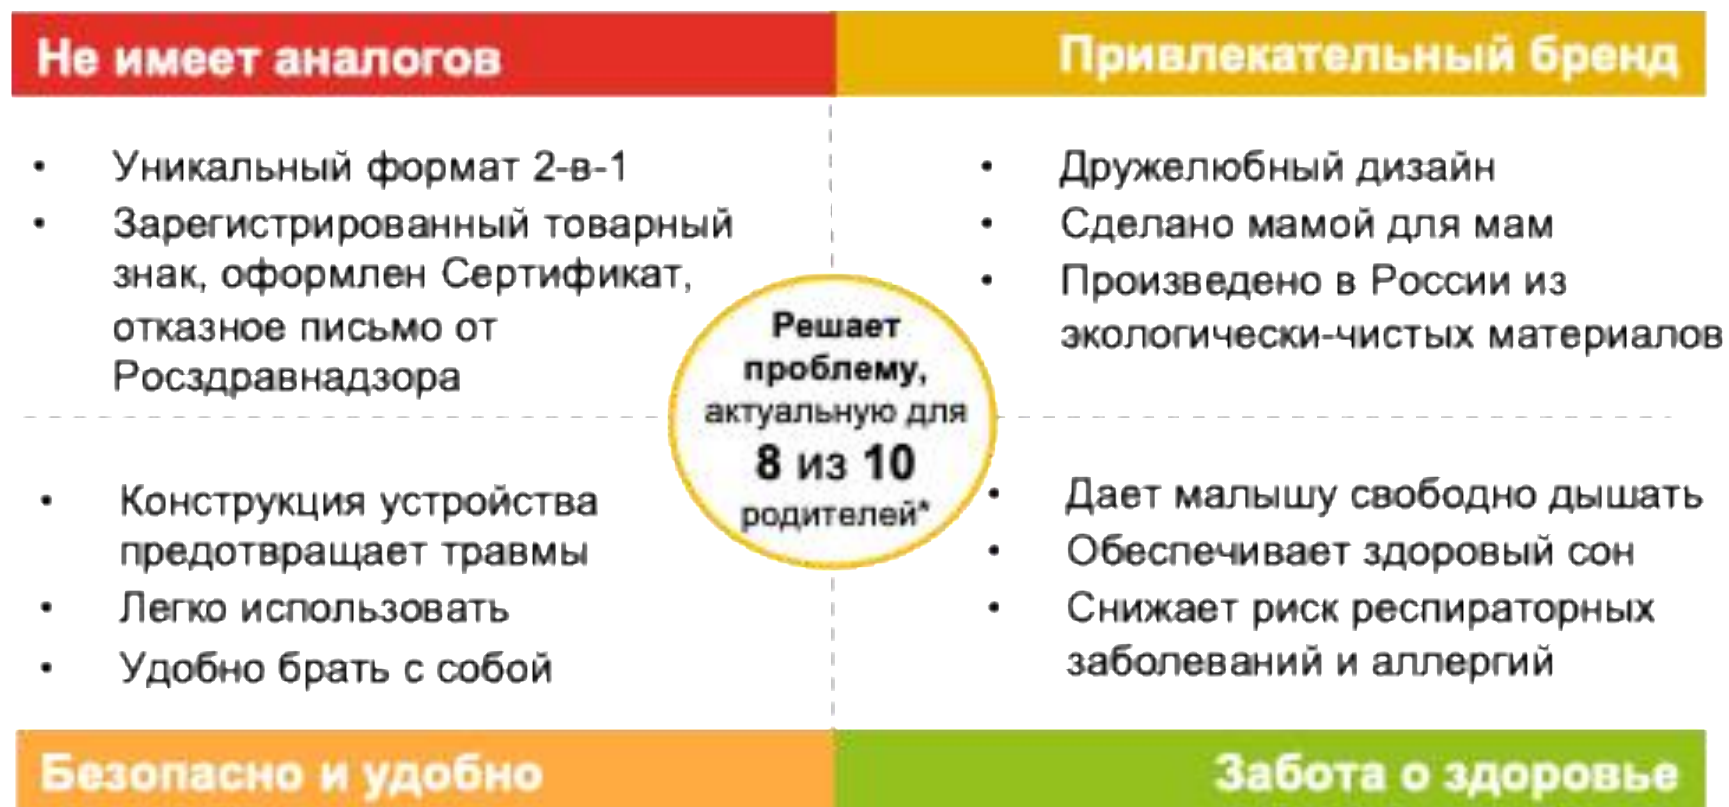 Не имеет аналогов
Привлекательный бренд
• Уникальный формат 2-в-1
• Зарегистрированный товарный
знак, оформлен Сертификат,
отказное письмо от
Росздравнадзора
• Дружелюбный дизайн
• Сделано мамой для мам
• Произведено в России из
экологически-чистых материалов
Решает
проблему,
актуальную для
8 из 10
родителей*
• Конструкция устройства
предотвращает травмы
• Легко использовать
• Удобно брать с собой
• Дает малышу свободно дышать
• Обеспечивает здоровый сон
• Снижает риск респираторных
заболеваний и аллергий
Безопасно и удобно
Забота о здоровье